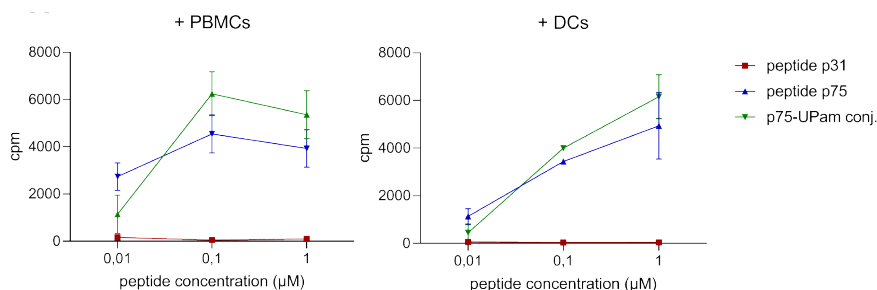 + PBMCs
8000
6000
4000
2000
0
cpm
0,01
0,1
1
peptide concentration (µM)
+ DCs
8000
6000
4000
2000
0
cpm
0,01
0,1
1
peptide concentration (µM)
peptide p31
peptide p75
p75-UPam conj.